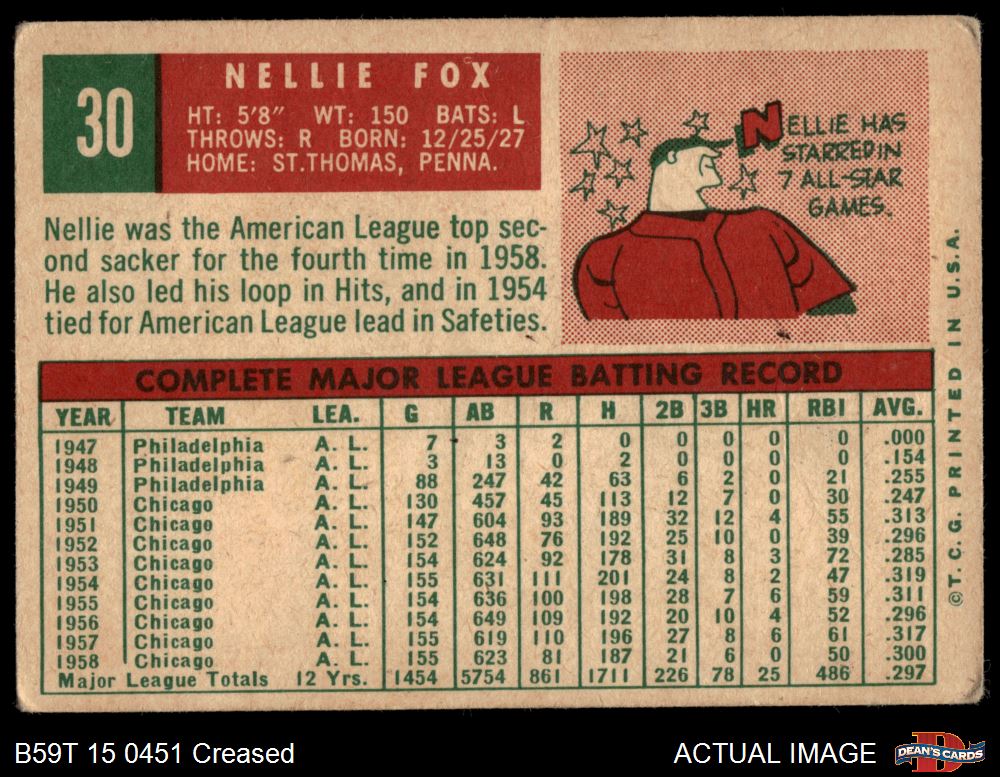 30
NELLIE FOX
HT: 5'8" WT: 150 BATS: L
THROWS: R BORN: 12/25/27
HOME: ST. THOMAS, PENNA.
Nellie was the American League top sec-
ond sacker for the fourth time in 1958.
He also led his loop in Hits, and in 1954
tied for American League lead in Safeties.
NELLIE HAS
STARRED IN
7 ALL-STAR
GAMES.
COMPLETE MAJOR LEAGUE BATTING RECORD
YEAR TEAM LEA. G AB R H 2B 3B HR RBI AVG.
1947 Philadelphia A. L. 7 3 2 0 0 0 0 0 .000
1948 Philadelphia A. L. 3 13 0 2 0 0 0 0 .154
1949 Philadelphia A. L. 88 247 42 63 6 2 0 21 .255
1950 Chicago A. L. 130 457 45 113 12 7 0 30 .247
1951 Chicago A. L. 147 604 93 189 32 12 4 55 .313
1952 Chicago A. L. 152 648 76 192 25 10 0 39 .296
1953 Chicago A. L. 154 624 92 178 31 8 3 72 .285
1954 Chicago A. L. 155 631 111 201 24 8 2 47 .319
1955 Chicago A. L. 154 636 100 198 28 7 6 59 .311
1956 Chicago A. L. 154 649 109 192 20 10 4 52 .296
1957 Chicago A. L. 155 619 110 196 27 8 6 61 .317
1958 Chicago A. L. 155 623 81 187 21 6 0 50 .300
Major League Totals 12 Yrs. 1454 5754 861 1711 226 78 25 486 .297
©T. C. G. PRINTED IN U.S.A.
B59T 15 0451 Creased
ACTUAL IMAGE
DEAN'S CARDS